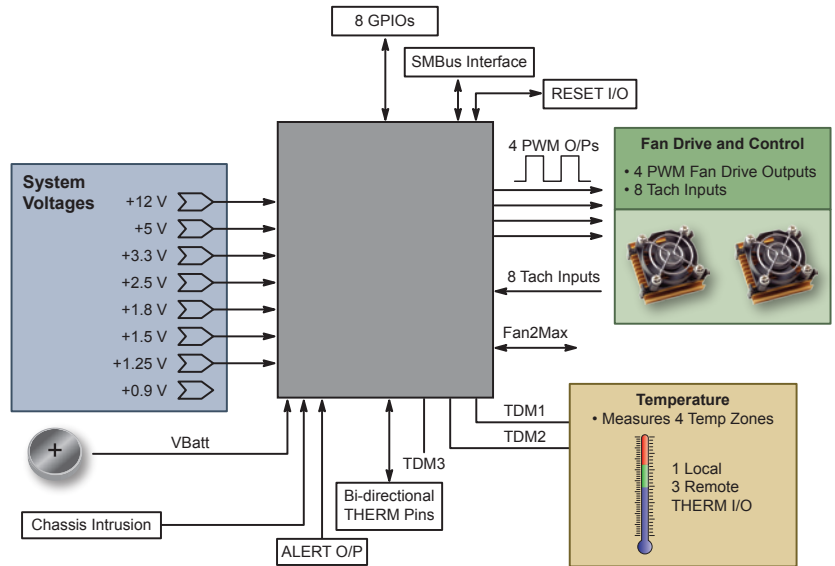 8 GPIOs
SMBus Interface
RESET I/O
4 PWM O/Ps
Fan Drive and Control
• 4 PWM Fan Drive Outputs
• 8 Tach Inputs
System
Voltages
+12 V
+5 V
+3.3 V
+2.5 V
+1.8 V
+1.5 V
+1.25 V
+0.9 V
8 Tach Inputs
Fan2Max
VBatt
TDM1
TDM2
TDM3
Temperature
• Measures 4 Temp Zones
1 Local
3 Remote
THERM I/O
Bi-directional
THERM Pins
Chassis Intrusion
ALERT O/P